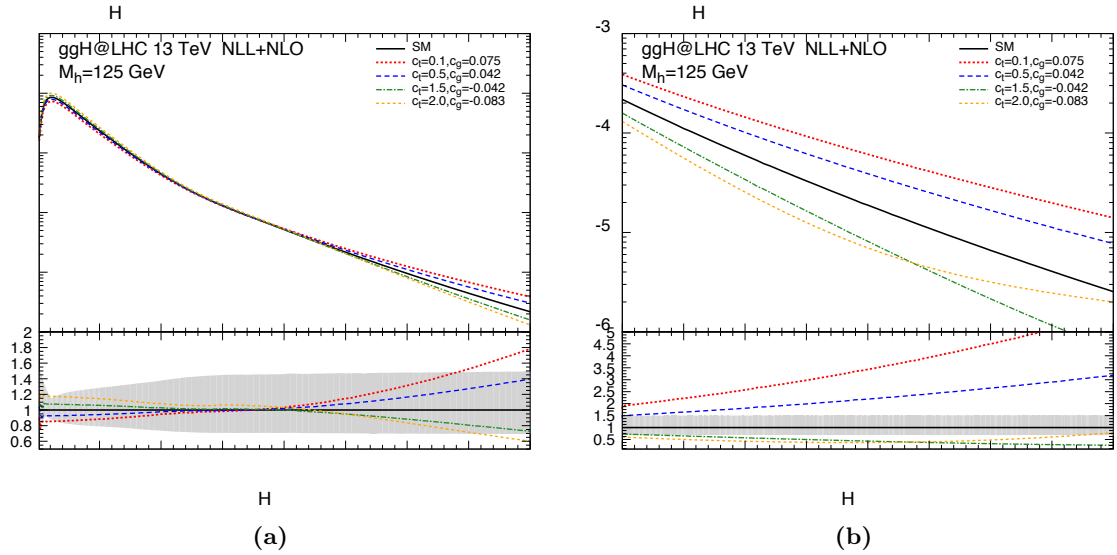 H
ggH@LHC 13 TeV NLL+NLO
M_h=125 GeV
SM
c_t=0.1,c_g=0.075
c_t=0.5,c_g=0.042
c_t=1.5,c_g=-0.042
c_t=2.0,c_g=-0.083
2
1.8
1.6
1.4
1.2
1
0.8
0.6
H
(a)
H
-3
ggH@LHC 13 TeV NLL+NLO
M_h=125 GeV
SM
c_t=0.1,c_g=0.075
c_t=0.5,c_g=0.042
c_t=1.5,c_g=-0.042
c_t=2.0,c_g=-0.083
-4
-5
-6
5
4.5
4
3.5
3
2.5
2
1.5
1
0.5
H
(b)